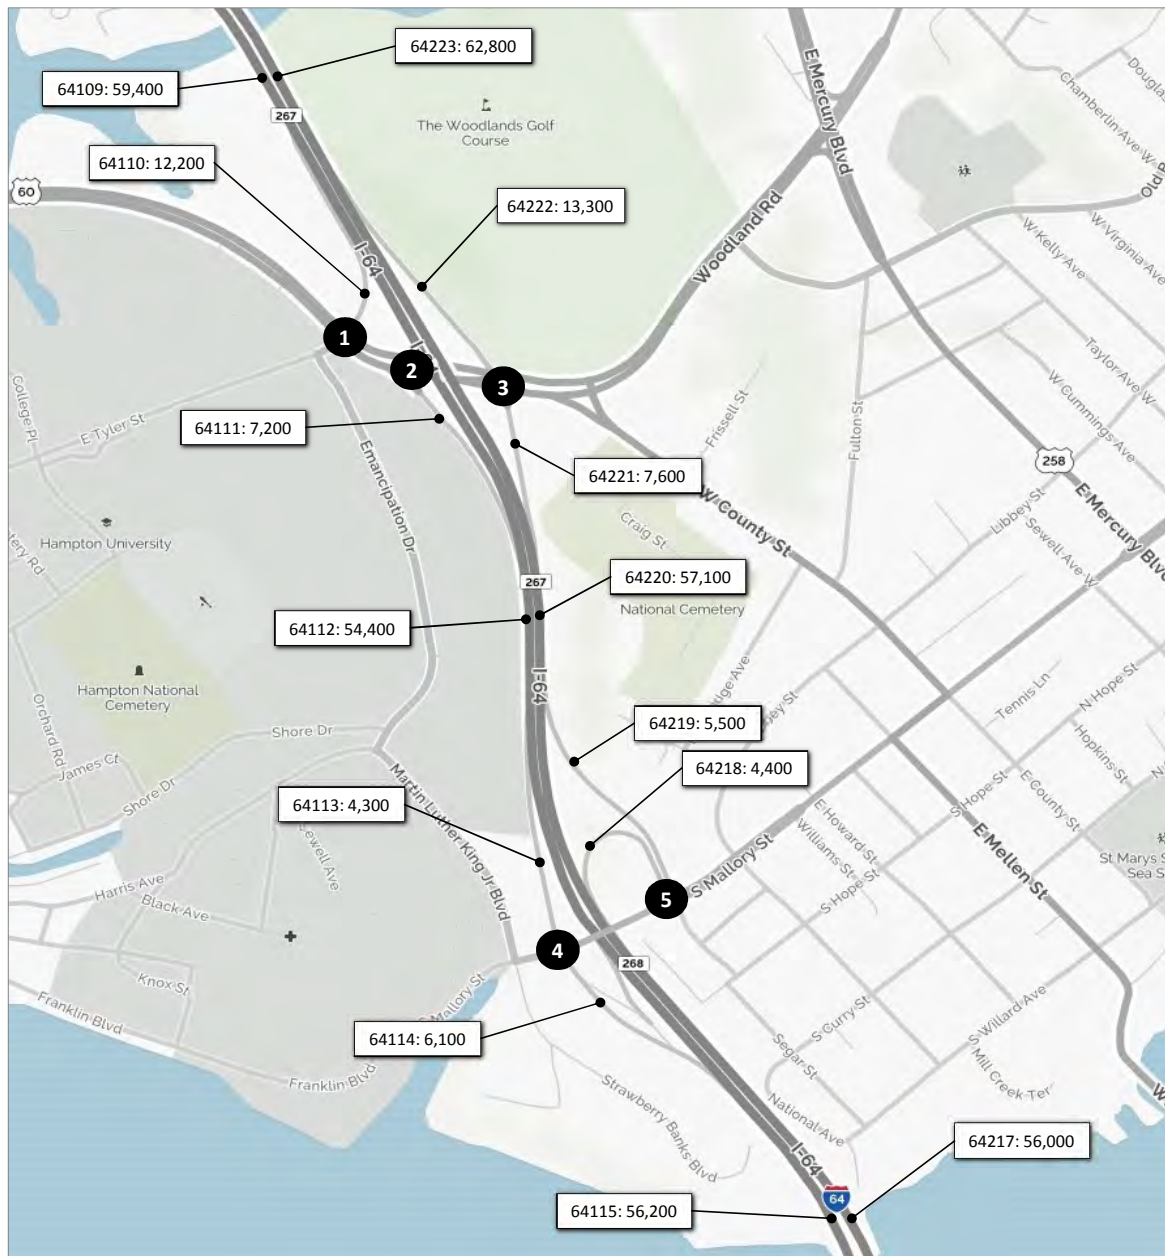 64223: 62,800
64109: 59,400
E Mercury Blvd
Douglas
Chamberlin Ave W
267
The Woodlands Golf
Course
64110: 12,200
60
64222: 13,300
W Kelly Ave
W Virginia Ave
I-64
Woodland Rd
1
2
3
Taylor Ave W
W Cummings Ave
College Pl
E Tyler St
64111: 7,200
Emancipation Dr
Frissell St
Fulton St
258
E Mercury Blvd
64221: 7,600
W County St
Libbey St
Sewell Ave W
Craig St
Hampton University
267
64220: 57,100
National Cemetery
64112: 54,400
Hampton National
Cemetery
I-64
Tennis Ln
N Hope St
Orchard Rd
Shore Dr
64219: 5,500
Hopkins St
James Ct
Shore Dr
64218: 4,400
E County St
Martin Luther King Jr Blvd
64113: 4,300
S Hope St
E Howard St
Williams St
E Mellen St
S Mallory St
St Marys S
Sea S
Harris Ave
Black Ave
5
S Hope St
4
268
Knox St
Franklin Blvd
S Mallory St
S Curry St
S Willard Ave
64114: 6,100
Segar St
Mill Creek Ter
Franklin Blvd
Strawberry Banks Blvd
National Ave
64217: 56,000
I-64
64
64115: 56,200